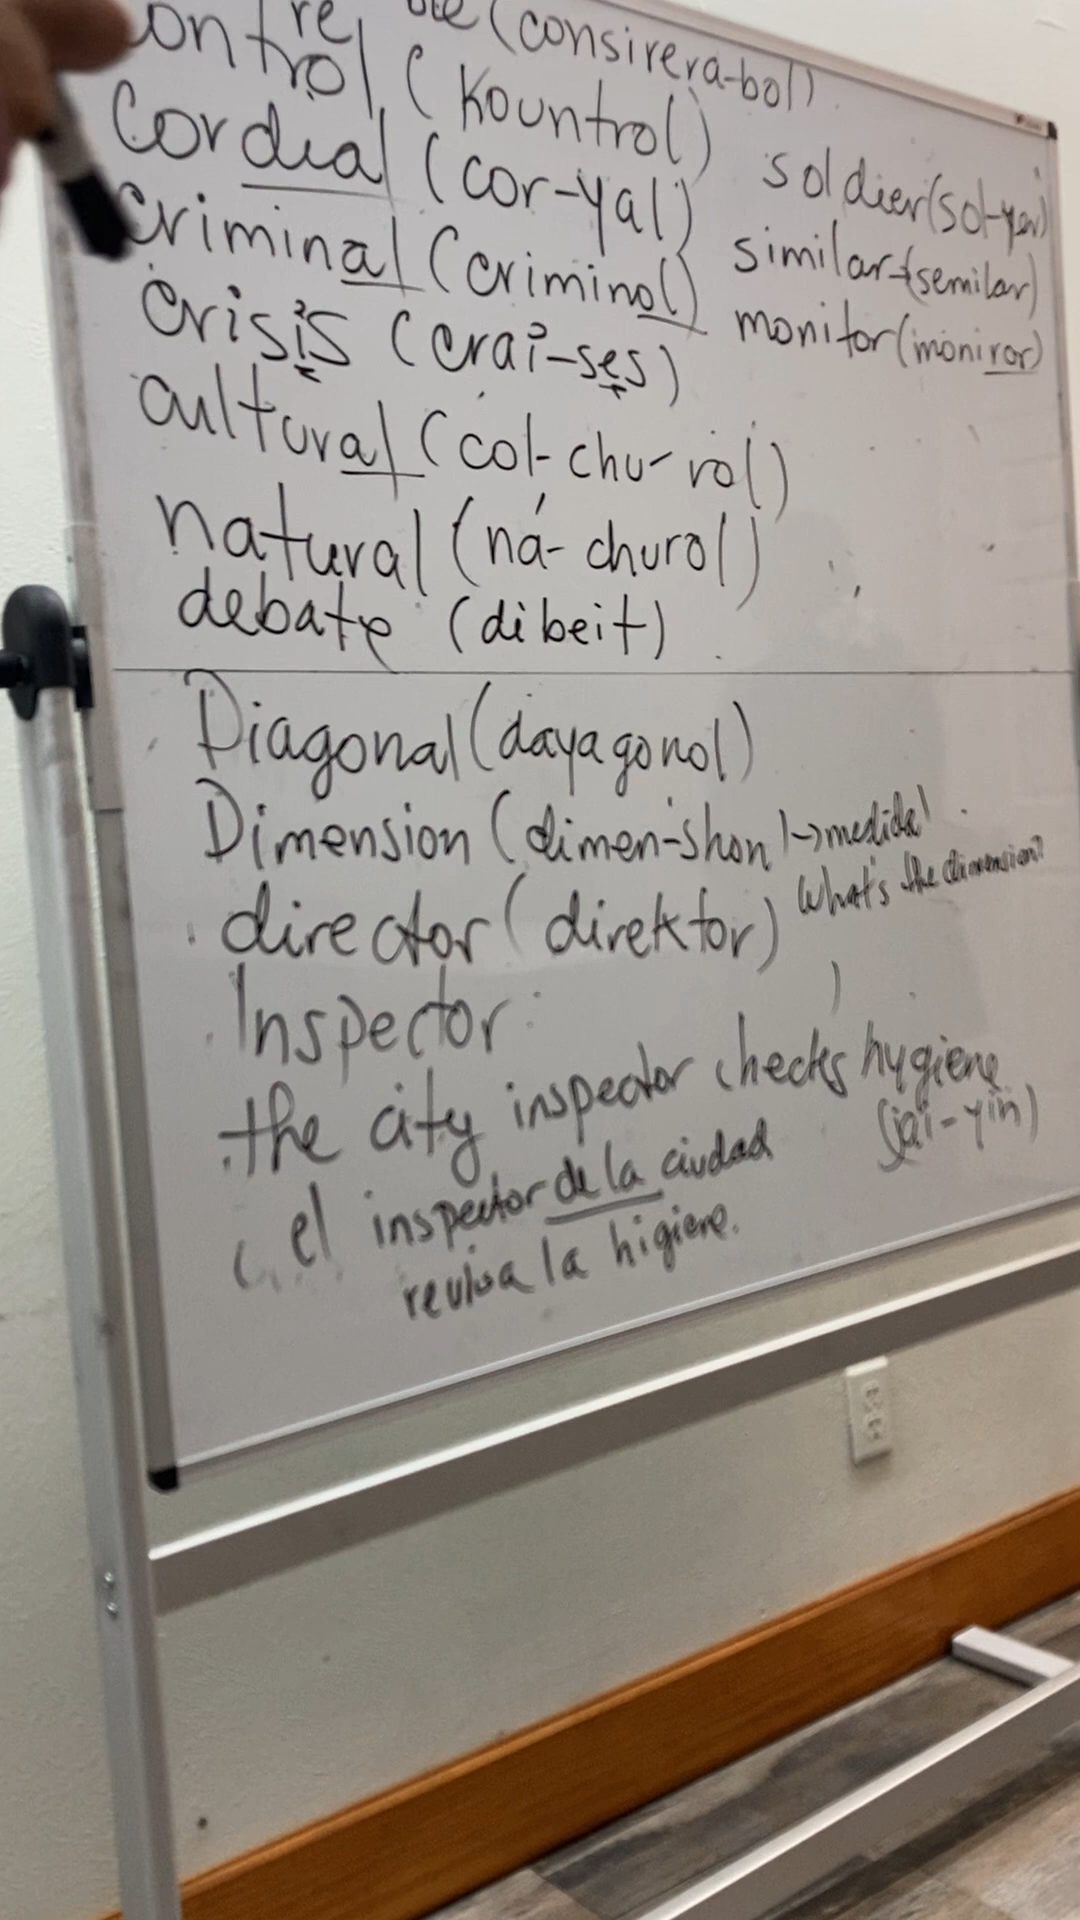 re ble (consirera-bol)
control (kountrol)
Cordial (cor-yal) soldier (sol-yer)
criminal (criminol) similar (semilar)
crisis (crai-ses) monitor (moniror)
cultural (col-chu-rol)
natural (ná-churol)
debate (dibeit)
Diagonal (dayagonol)
Dimension (dimen-shon) → medida
What's the dimension?
director (direktor)
Inspector:
the city inspector checks hygiene
(jai-yin)
el inspector de la ciudad
revisa la higiene.